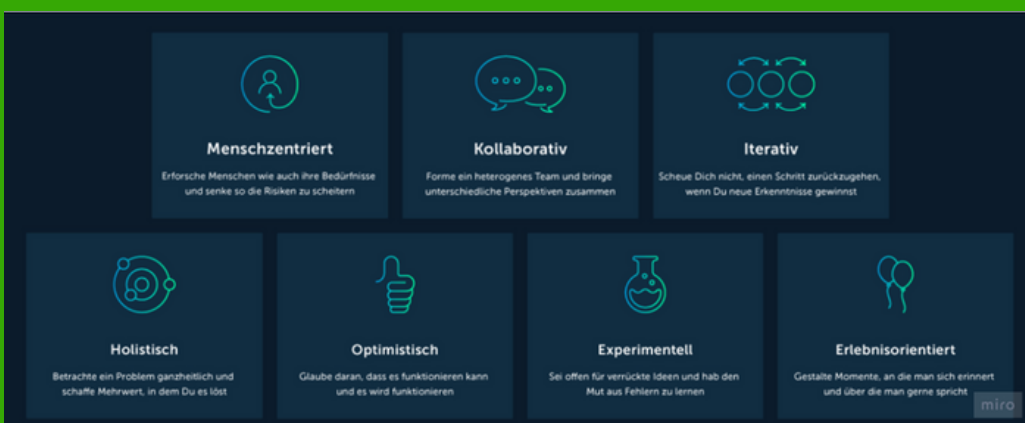 Menschzentriert
Erforsche Menschen wie auch ihre Bedürfnisse
und senke so die Risiken zu scheitern
Kollaborativ
Forme ein heterogenes Team und bringe
unterschiedliche Perspektiven zusammen
Iterativ
Scheue Dich nicht, einen Schritt zurückzugehen,
wenn Du neue Erkenntnisse gewinnst
Holistisch
Betrachte ein Problem ganzheitlich und
schaffe Mehrwert, in dem Du es löst
Optimistisch
Glaube daran, dass es funktionieren kann
und es wird funktionieren
Experimentell
Sei offen für verrückte Ideen und hab den
Mut aus Fehlern zu lernen
Erlebnisorientiert
Gestalte Momente, an die man sich erinnert
und über die man gerne spricht
miro